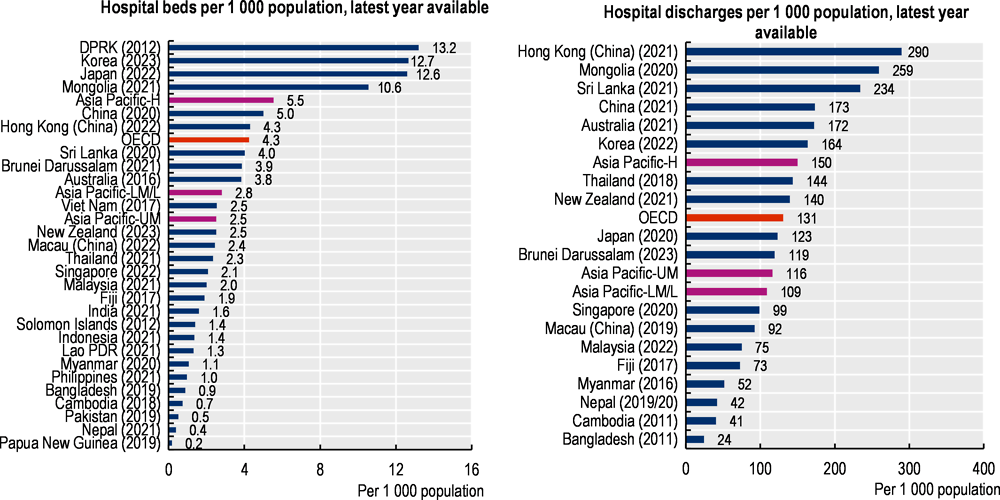 Hospital beds per 1 000 population, latest year available
DPRK (2012) 13.2
Korea (2023) 12.7
Japan (2022) 12.6
Mongolia (2021) 10.6
Asia Pacific-H 5.5
China (2020) 5.0
Hong Kong (China) (2022) 4.3
OECD 4.3
Sri Lanka (2020) 4.0
Brunei Darussalam (2021) 3.9
Australia (2016) 3.8
Asia Pacific-LM/L 2.8
Viet Nam (2017) 2.5
Asia Pacific-UM 2.5
New Zealand (2023) 2.5
Macau (China) (2022) 2.4
Thailand (2021) 2.3
Singapore (2022) 2.1
Malaysia (2021) 2.0
Fiji (2017) 1.9
India (2021) 1.6
Solomon Islands (2012) 1.4
Indonesia (2021) 1.4
Lao PDR (2021) 1.3
Myanmar (2020) 1.1
Philippines (2021) 1.0
Bangladesh (2019) 0.9
Cambodia (2018) 0.7
Pakistan (2019) 0.5
Nepal (2021) 0.4
Papua New Guinea (2019) 0.2
0 4 8 12 16
Per 1 000 population
Hospital discharges per 1 000 population, latest year
available
Hong Kong (China) (2021) 290
Mongolia (2020) 259
Sri Lanka (2021) 234
China (2021) 173
Australia (2021) 172
Korea (2022) 164
Asia Pacific-H 150
Thailand (2018) 144
New Zealand (2021) 140
OECD 131
Japan (2020) 123
Brunei Darussalam (2023) 119
Asia Pacific-UM 116
Asia Pacific-LM/L 109
Singapore (2020) 99
Macau (China) (2019) 92
Malaysia (2022) 75
Fiji (2017) 73
Myanmar (2016) 52
Nepal (2019/20) 42
Cambodia (2011) 41
Bangladesh (2011) 24
0 100 200 300 400
Per 1 000 population